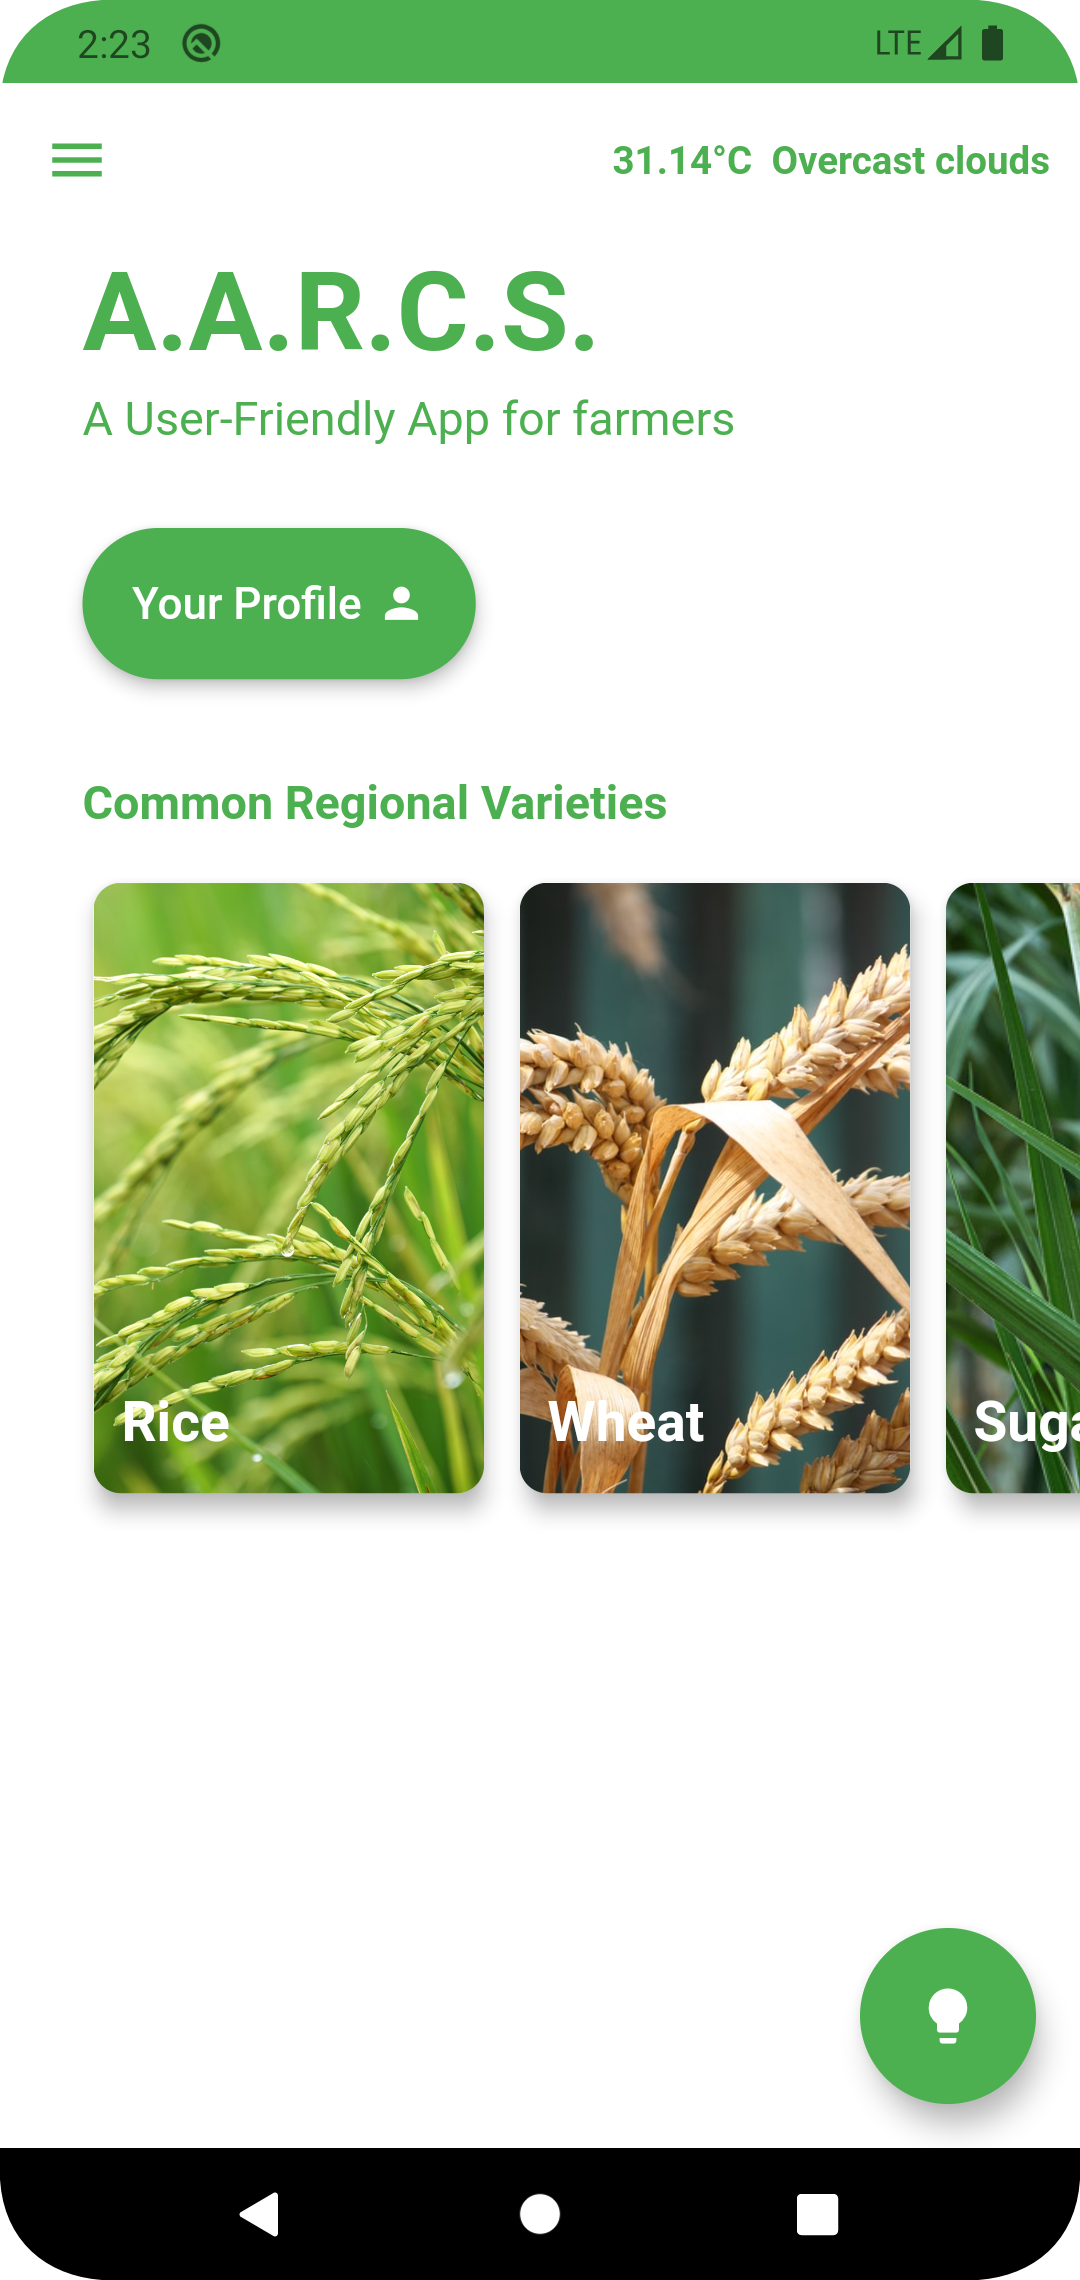 2:23
LTE
31.14°C Overcast clouds
A.A.R.C.S.
A User-Friendly App for farmers
Your Profile
Common Regional Varieties
Rice
Wheat